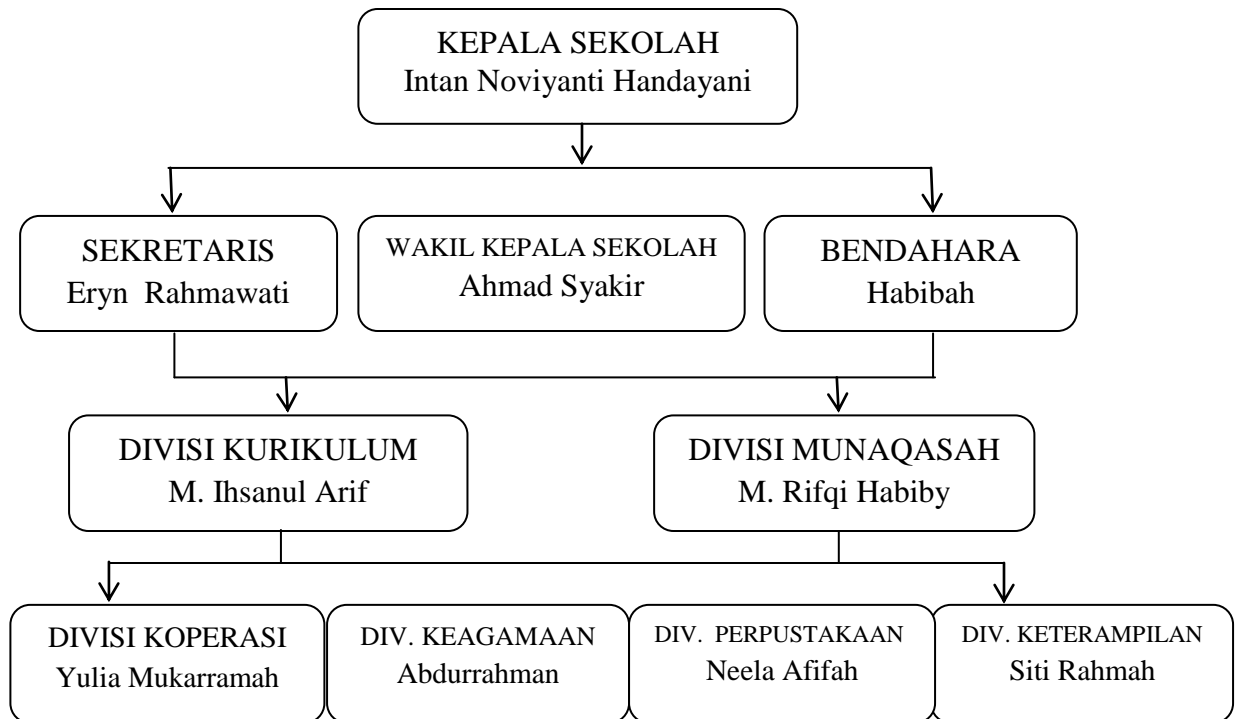 KEPALA SEKOLAH
Intan Noviyanti Handayani
SEKRETARIS
Eryn Rahmawati
WAKIL KEPALA SEKOLAH
Ahmad Syakir
BENDAHARA
Habibah
DIVISI KURIKULUM
M. Ihsanul Arif
DIVISI MUNAQASAH
M. Rifqi Habiby
DIVISI KOPERASI
Yulia Mukarramah
DIV. KEAGAMAAN
Abdurrahman
DIV. PERPUSTAKAAN
Neela Afifah
DIV. KETERAMPILAN
Siti Rahmah